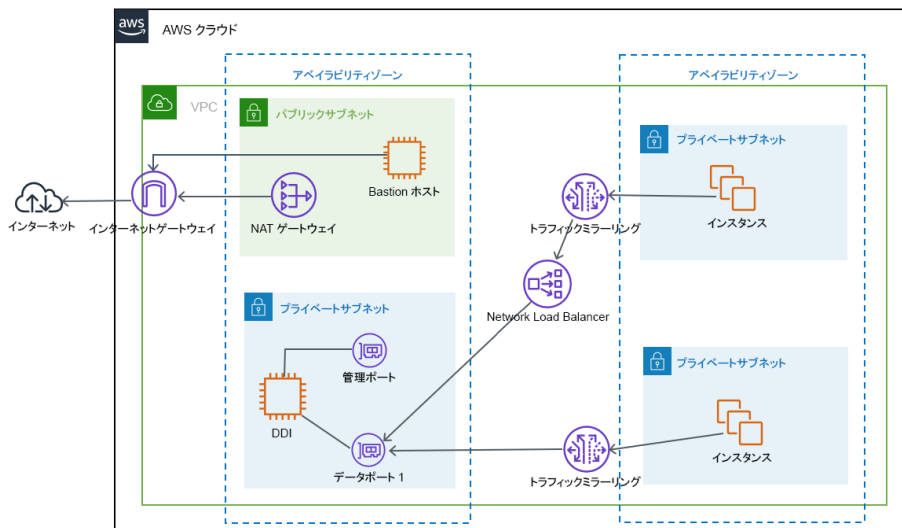 aws
AWS クラウド
アベイラビリティゾーン
アベイラビリティゾーン
VPC
パブリックサブネット
Bastion ホスト
インターネット
インターネットゲートウェイ
NAT ゲートウェイ
プライベートサブネット
トラフィックミラーリング
インスタンス
Network Load Balancer
プライベートサブネット
管理ポート
DDI
データポート 1
プライベートサブネット
トラフィックミラーリング
インスタンス